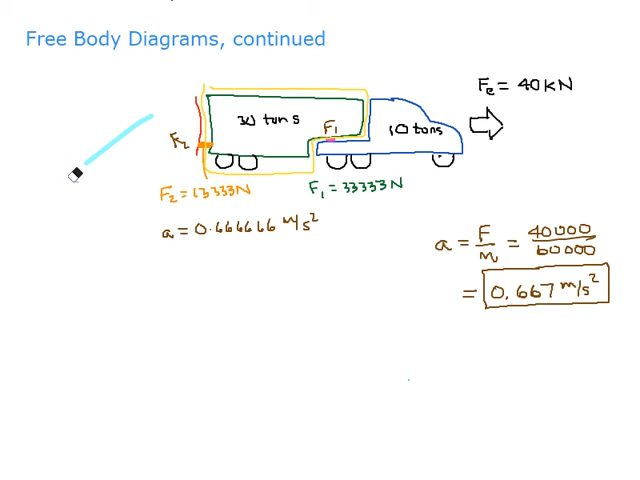 Free Body Diagrams, continued
Fe = 40KN
30 tons
F1
10 tons
F2
F2 = 13333N
F1 = 33333N
a = 0.666666 m/s²
a = F/m = 40000/60000
= 0.667 m/s²